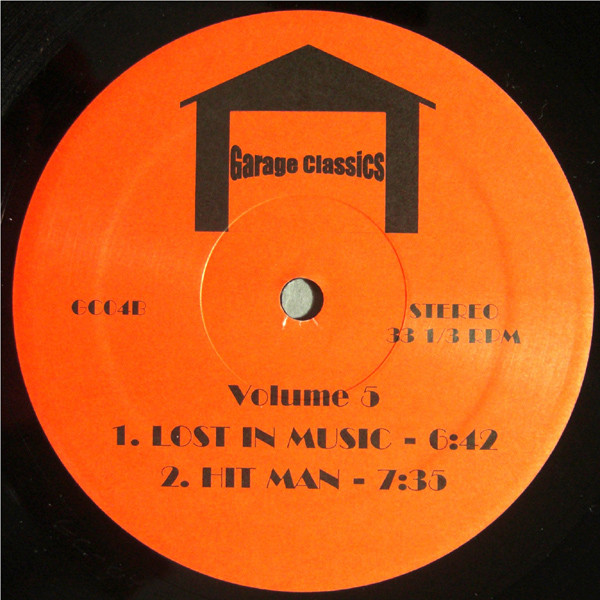 Garage Classics
GC04B
STEREO
33 1/3 RPM
Volume 5
1. LOST IN MUSIC - 6:42
2. HIT MAN - 7:35